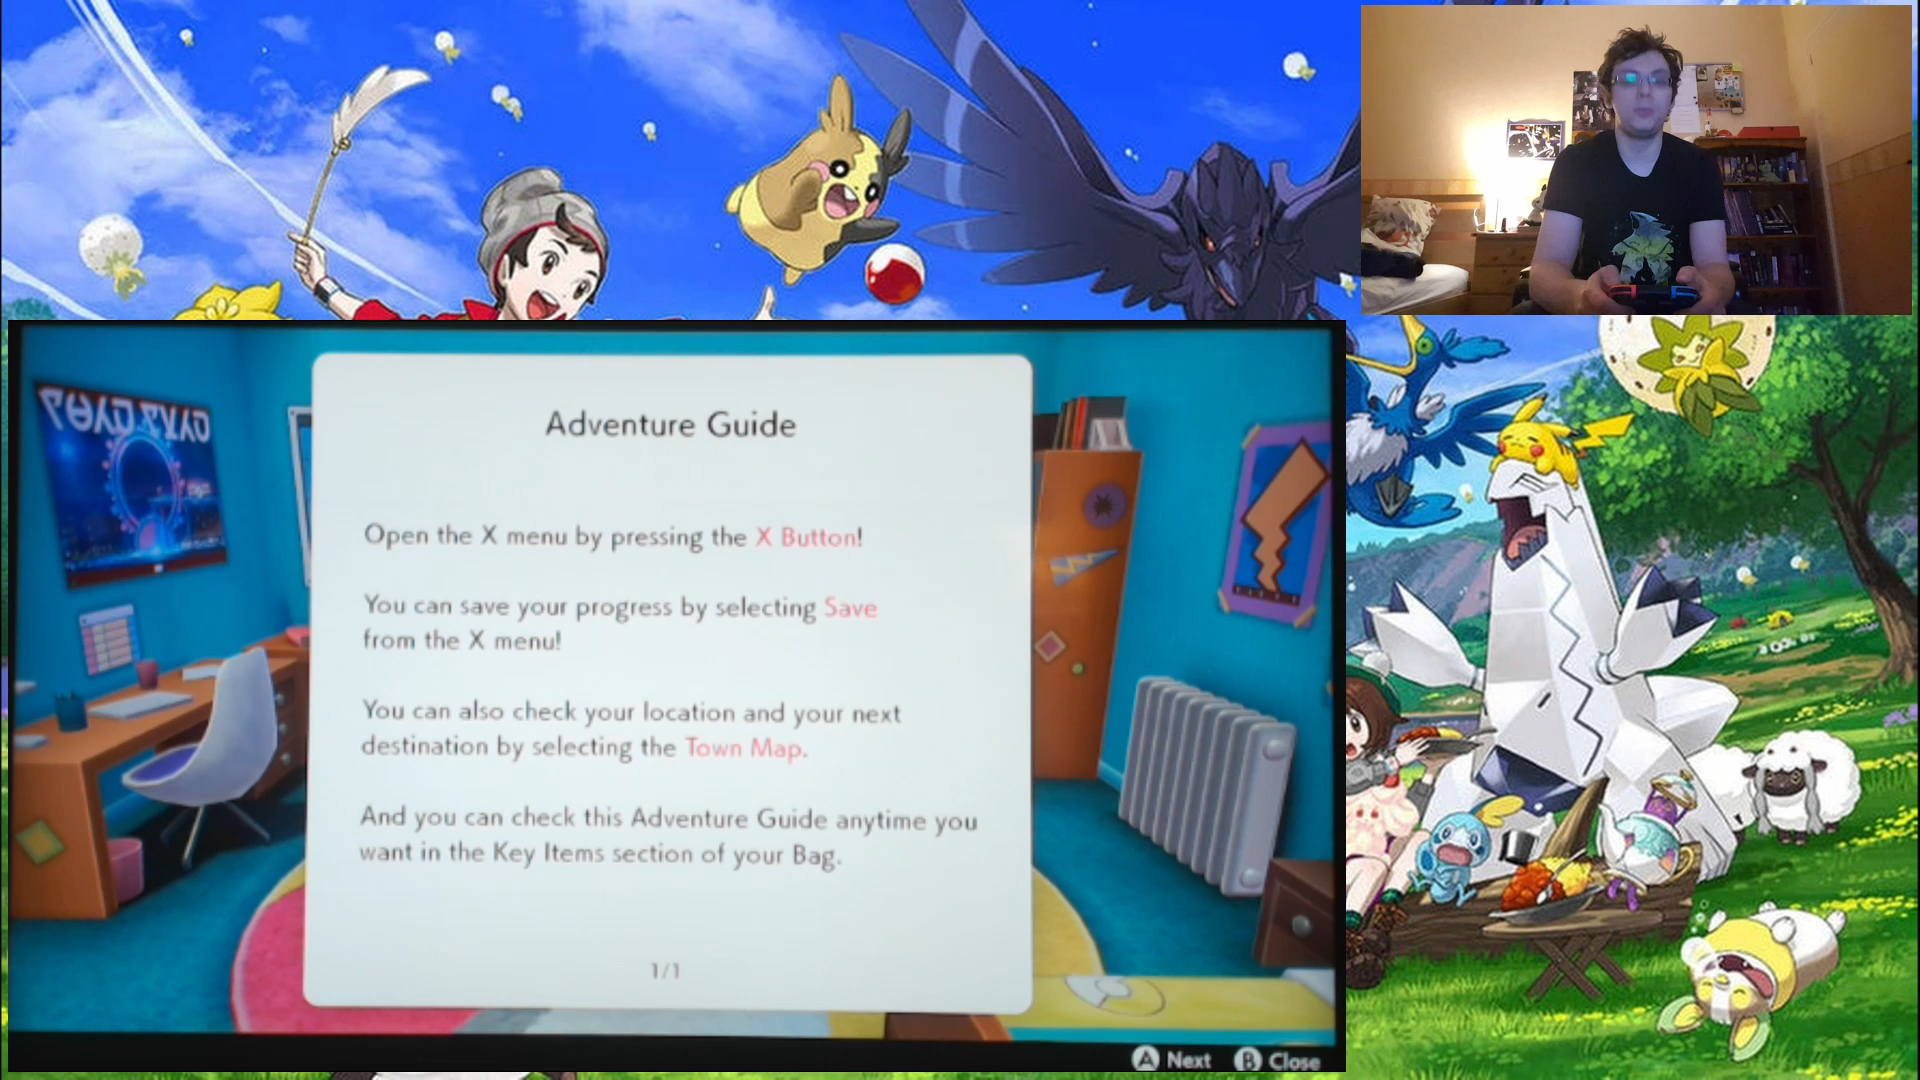 Adventure Guide
Open the X menu by pressing the X Button!
You can save your progress by selecting Save
from the X menu!
You can also check your location and your next
destination by selecting the Town Map.
And you can check this Adventure Guide anytime you
want in the Key Items section of your Bag.
1/1
A Next B Close